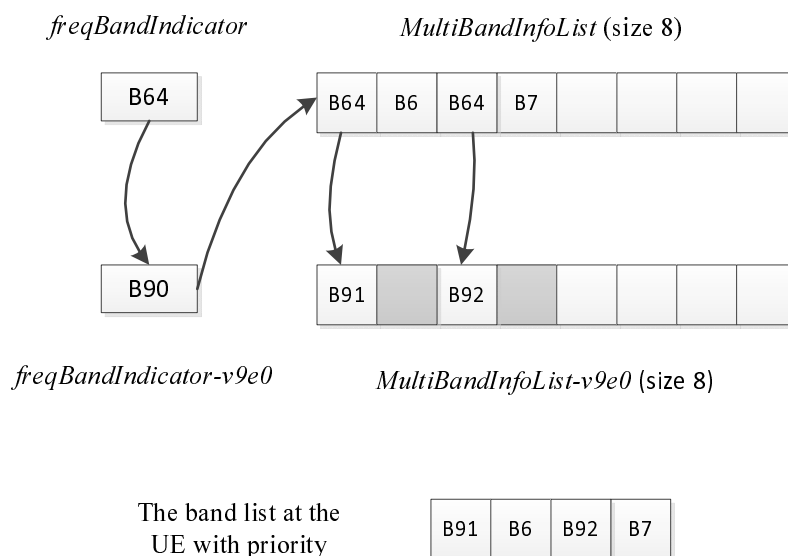 freqBandIndicator
MultiBandInfoList (size 8)
B64
B64 B6 B64 B7
B90
B91 B92
freqBandIndicator-v9e0
MultiBandInfoList-v9e0 (size 8)
The band list at the
UE with priority
B91 B6 B92 B7